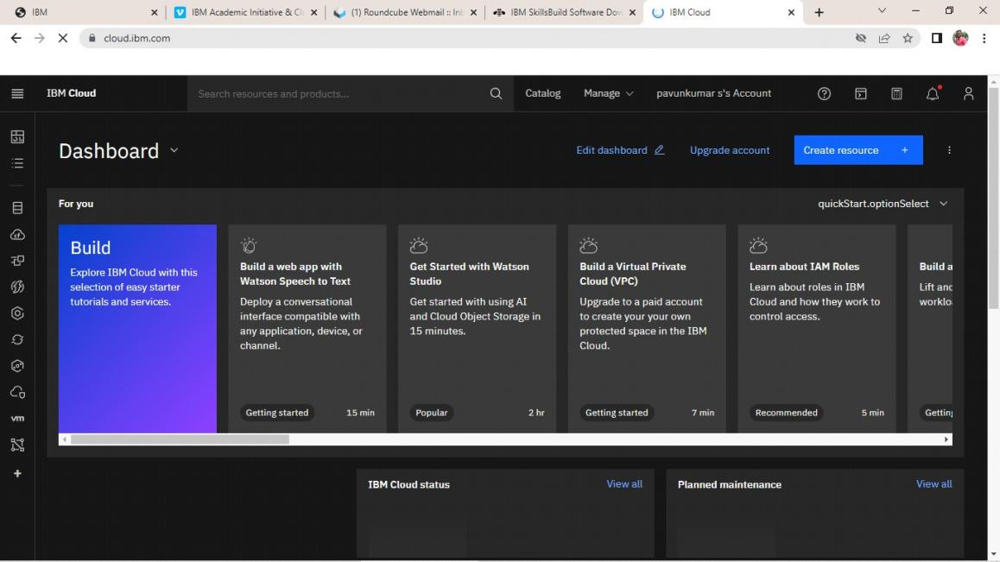 IBM
IBM Academic Initiative & Cl
(1) Roundcube Webmail :: Inb
IBM SkillsBuild Software Dow
IBM Cloud
cloud.ibm.com
IBM Cloud
Search resources and products...
Catalog
Manage
pavunkumar s's Account
Dashboard
Edit dashboard
Upgrade account
Create resource +
For you
quickStart.optionSelect
Build
Explore IBM Cloud with this
selection of easy starter
tutorials and services.
Build a web app with
Watson Speech to Text
Deploy a conversational
interface compatible with
any application, device, or
channel.
Getting started
15 min
Get Started with Watson
Studio
Get started with using AI
and Cloud Object Storage in
15 minutes.
Popular
2 hr
Build a Virtual Private
Cloud (VPC)
Upgrade to a paid account
to create your your own
protected space in the IBM
Cloud.
Getting started
7 min
Learn about IAM Roles
Learn about roles in IBM
Cloud and how they work to
control access.
Recommended
5 min
Build a
Lift and
workloa
Getting
vm
IBM Cloud status
View all
Planned maintenance
View all